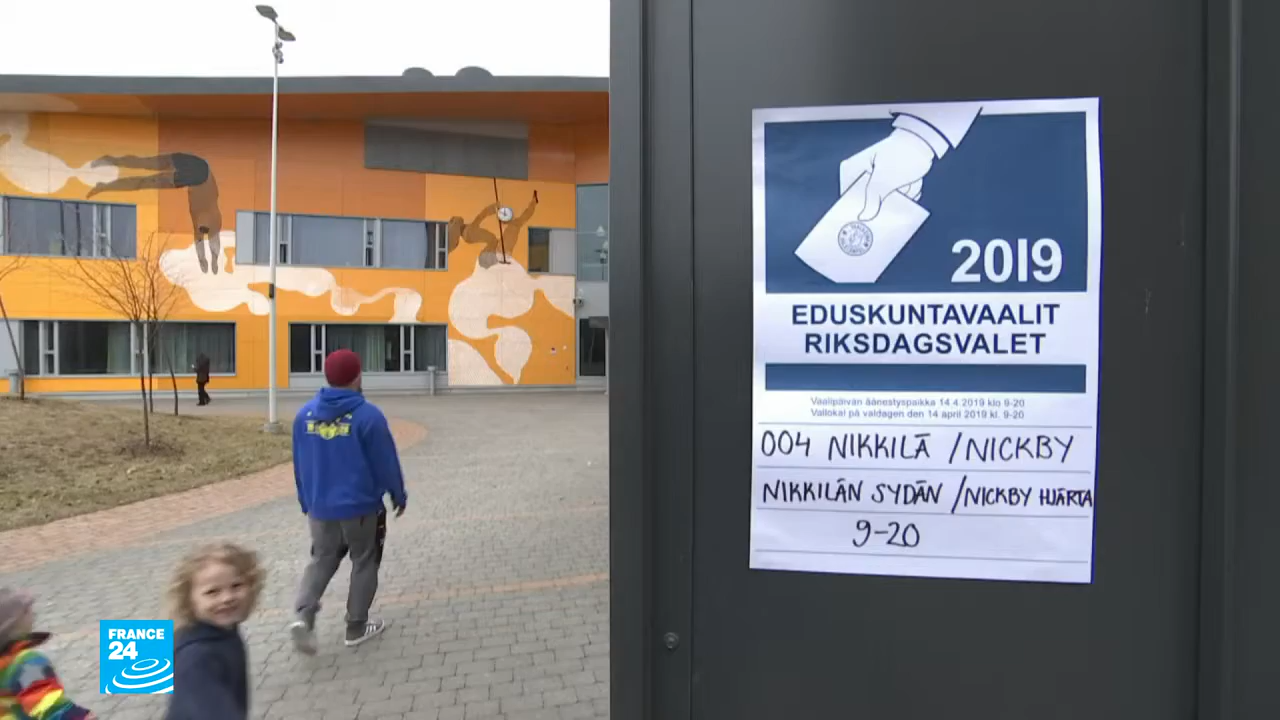 2019
EDUSKUNTAVAALIT
RIKSDAGSVALET
Vaalipäivän äänestyspaikka 14.4.2019 klo 9-20
Vallokal på valdagen den 14 april 2019 kl. 9-20
004 NIKKILÄ /NICKBY
NIKKILÄN SYDÄN /NICKBY HJÄRTA
9-20
FRANCE
24